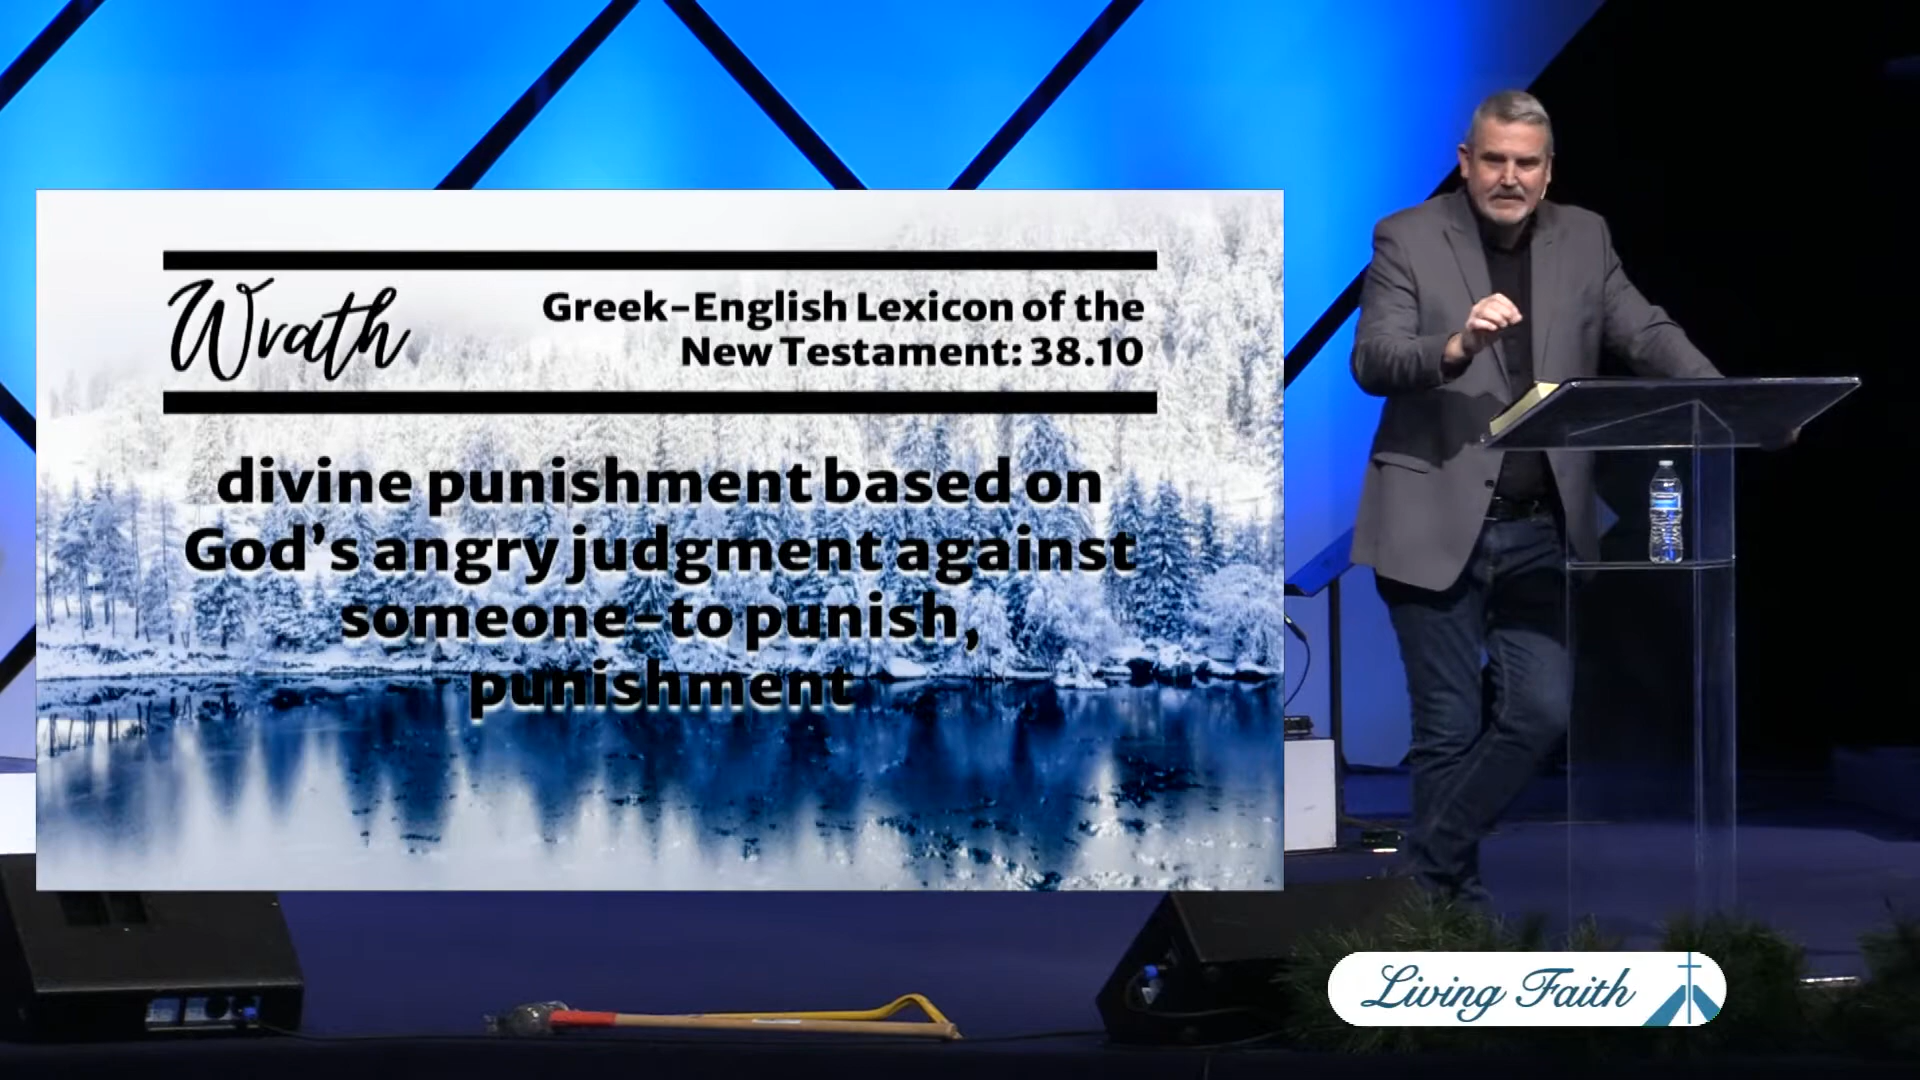 Wrath
Greek-English Lexicon of the
New Testament: 38.10
divine punishment based on
God's angry judgment against
someone-to punish,
punishment
Living Faith